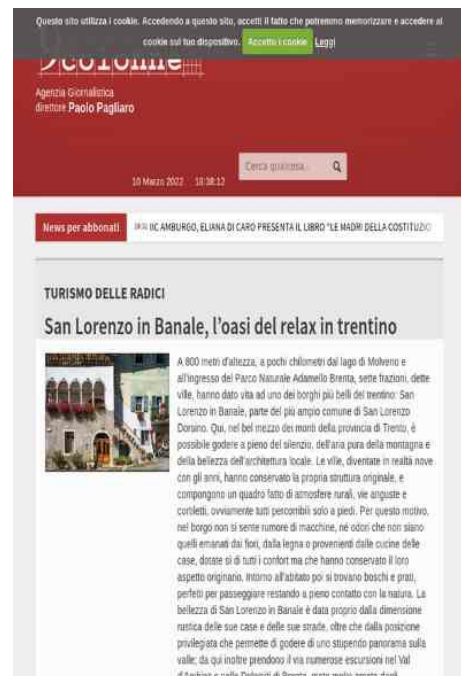 Questo sito utilizza i cookie. Accedendo a questo sito, accetti il fatto che potremmo memorizzare e accedere ai
cookie sul tuo dispositivo. Accetto i cookie Leggi
9colonne
Agenzia Giornalistica
direttore Paolo Pagliaro
Cerca qualcosa...
10 Marzo 2022 18:38:12
News per abbonati IIC AMBURGO, ELIANA DI CARO PRESENTA IL LIBRO "LE MADRI DELLA COSTITUZIO
TURISMO DELLE RADICI
San Lorenzo in Banale, l'oasi del relax in trentino
A 800 metri d'altezza, a pochi chilometri dal lago di Molveno e
all'ingresso del Parco Naturale Adamello Brenta, sette frazioni, dette
ville, hanno dato vita ad uno dei borghi più belli del trentino: San
Lorenzo in Banale, parte del più ampio comune di San Lorenzo
Dorsino. Qui, nel bel mezzo dei monti della provincia di Trento, è
possibile godere a pieno del silenzio, dell'aria pura della montagna e
della bellezza dell'architettura locale. Le ville, diventate in realtà nove
con gli anni, hanno conservato la propria struttura originale, e
compongono un quadro fatto di atmosfere rurali, vie anguste e
cortiletti, ovviamente tutti percorribili solo a piedi. Per questo motivo,
nel borgo non si sente rumore di macchine, né odori che non siano
quelli emanati dai fiori, dalla legna o provenienti dalle cucine delle
case, dotate sì di tutti i confort ma che hanno conservato il loro
aspetto originario. Intorno all'abitato poi si trovano boschi e prati,
perfetti per passeggiare restando a pieno contatto con la natura. La
bellezza di San Lorenzo in Banale è data proprio dalla dimensione
rustica delle sue case e delle sue strade, oltre che dalla posizione
privilegiata che permette di godere di uno stupendo panorama sulla
valle; da qui inoltre prendono il via numerose escursioni nel Val